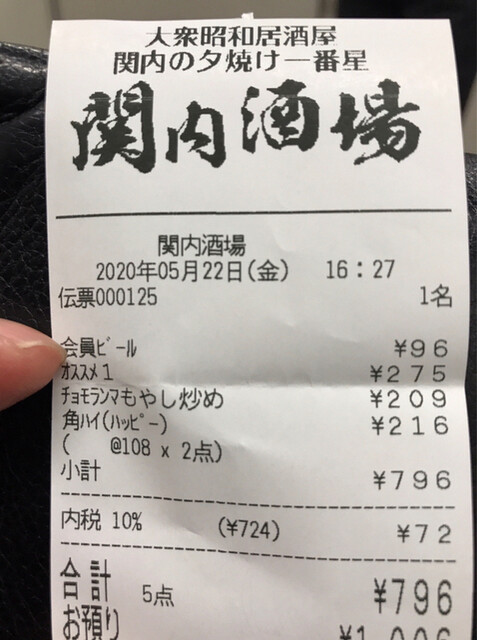 大衆昭和居酒屋
関内の夕焼け一番星
関内酒場
関内酒場
2020年05月22日(金) 16:27
伝票000125 1名
会員ビール ¥96
オススメ1 ¥275
チョモランマもやし炒め ¥209
角ハイ(ハッピー) ¥216
( @108 x 2点)
小計 ¥796
内税 10% (¥724) ¥72
合計 5点 ¥796
お預り